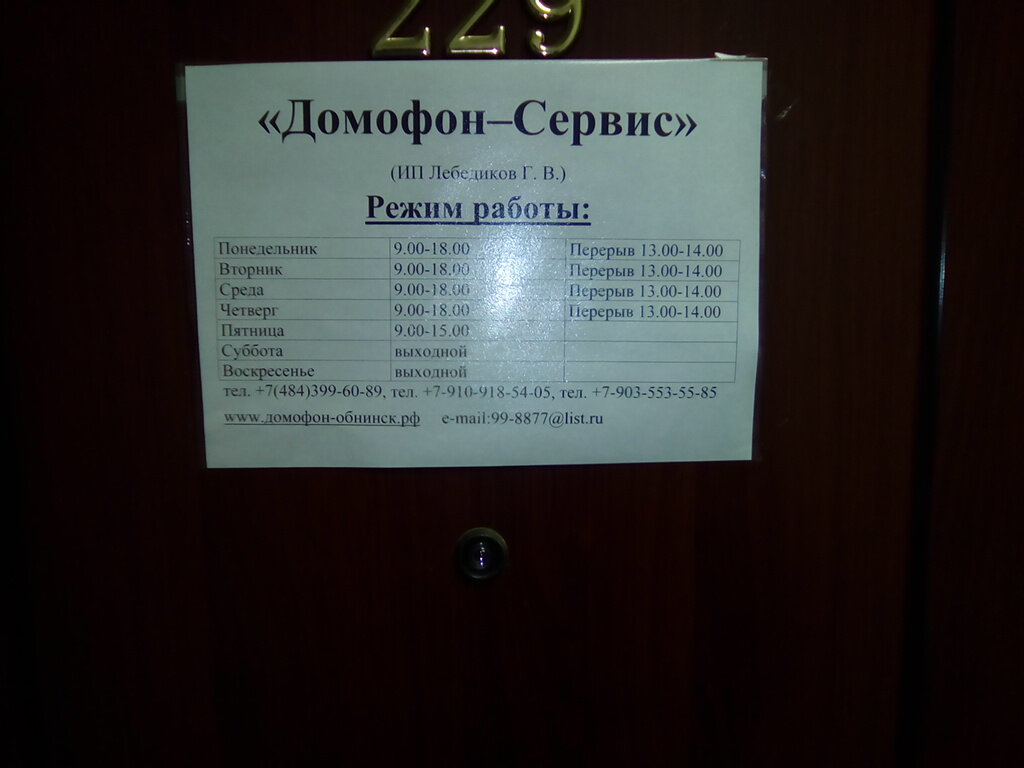 229
«Домофон–Сервис»
(ИП Лебедиков Г. В.)
Режим работы:
Понедельник 9.00-18.00 Перерыв 13.00-14.00
Вторник 9.00-18.00 Перерыв 13.00-14.00
Среда 9.00-18.00 Перерыв 13.00-14.00
Четверг 9.00-18.00 Перерыв 13.00-14.00
Пятница 9.00-15.00
Суббота выходной
Воскресенье выходной
тел. +7(484)399-60-89, тел. +7-910-918-54-05, тел. +7-903-553-55-85
www.домофон-обнинск.рф e-mail:99-8877@list.ru